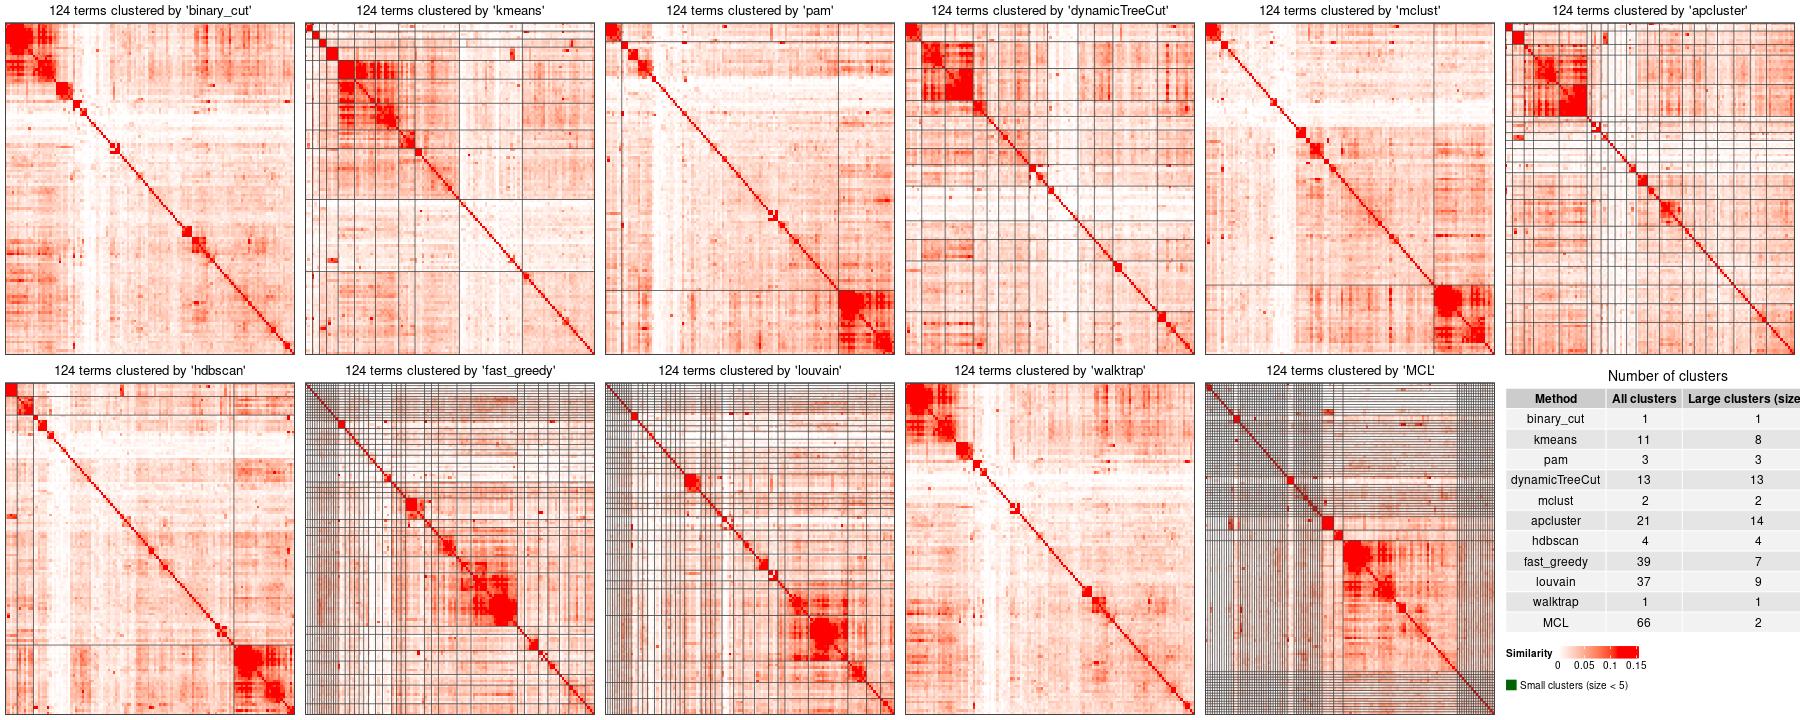 124 terms clustered by 'binary_cut'
124 terms clustered by 'kmeans'
124 terms clustered by 'pam'
124 terms clustered by 'dynamicTreeCut'
124 terms clustered by 'mclust'
124 terms clustered by 'apcluster'
124 terms clustered by 'hdbscan'
124 terms clustered by 'fast_greedy'
124 terms clustered by 'louvain'
124 terms clustered by 'walktrap'
124 terms clustered by 'MCL'
Number of clusters
Method All clusters Large clusters (size
binary_cut 1 1
kmeans 11 8
pam 3 3
dynamicTreeCut 13 13
mclust 2 2
apcluster 21 14
hdbscan 4 4
fast_greedy 39 7
louvain 37 9
walktrap 1 1
MCL 66 2
Similarity
0 0.05 0.1 0.15
Small clusters (size < 5)